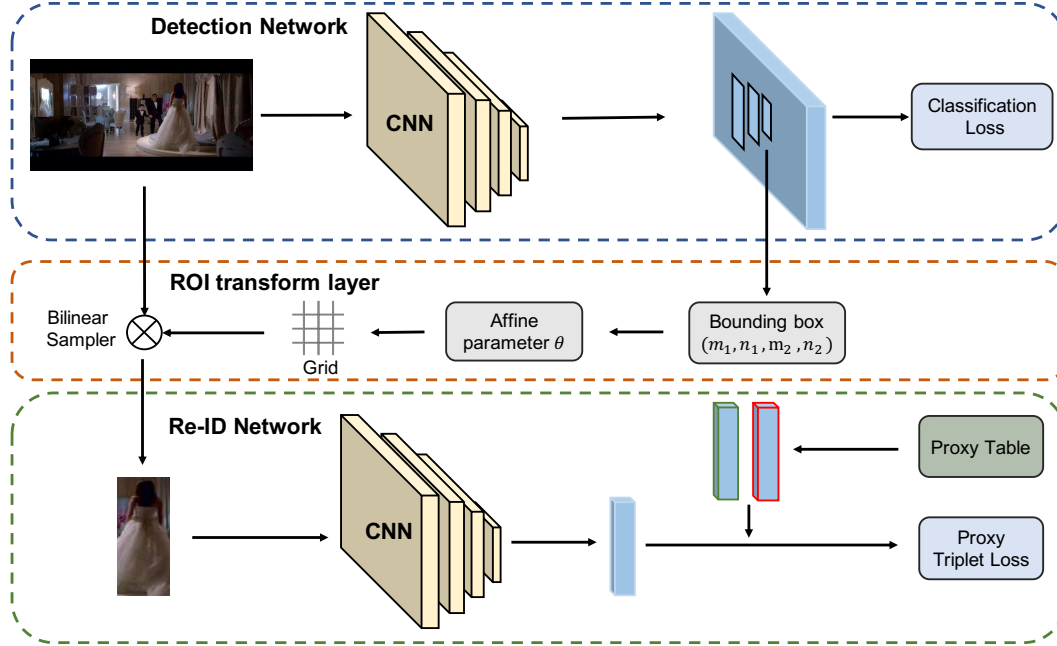 Detection Network
CNN
Classification
Loss
ROI transform layer
Bilinear
Sampler
Grid
Affine
parameter θ
Bounding box
(m₁, n₁, m₂, n₂)
Re-ID Network
CNN
Proxy Table
Proxy
Triplet Loss